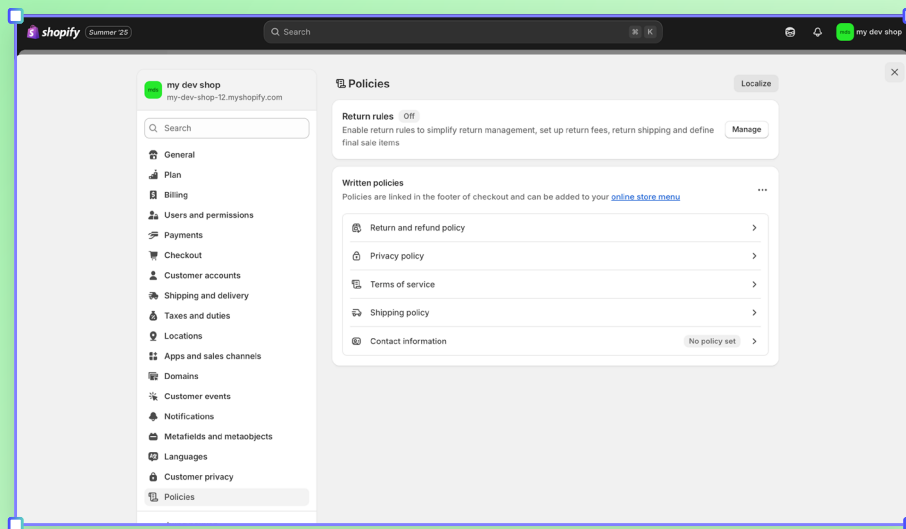 shopify Summer '25
Search ⌘ K
mds my dev shop
mds my dev shop
my-dev-shop-12.myshopify.com
Search
General
Plan
Billing
Users and permissions
Payments
Checkout
Customer accounts
Shipping and delivery
Taxes and duties
Locations
Apps and sales channels
Domains
Customer events
Notifications
Metafields and metaobjects
Languages
Customer privacy
Policies
Policies
Localize
Return rules Off
Enable return rules to simplify return management, set up return fees, return shipping and define
final sale items
Manage
Written policies
Policies are linked in the footer of checkout and can be added to your online store menu
Return and refund policy
Privacy policy
Terms of service
Shipping policy
Contact information No policy set